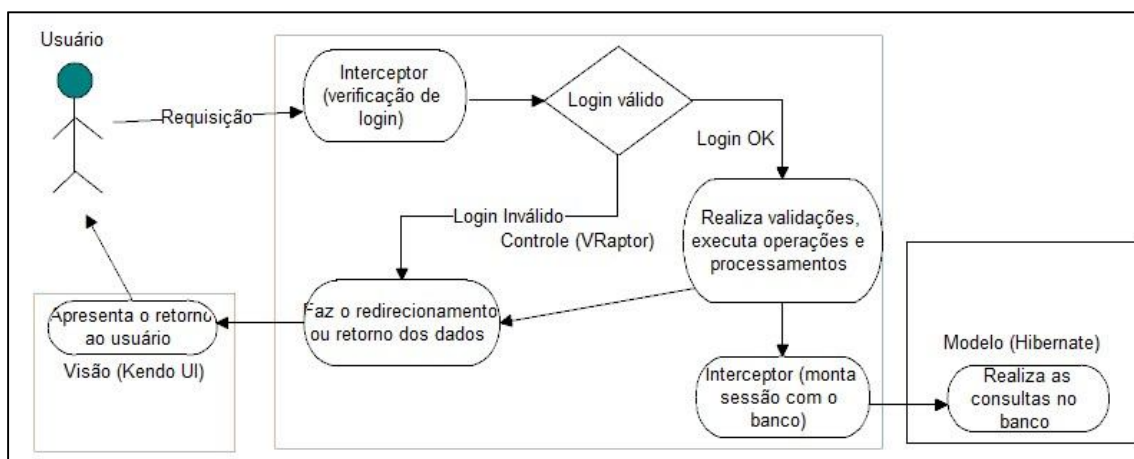 Usuário
Requisição
Interceptor
(verificação de
login)
Login válido
Login OK
Login Inválido
Controle (VRaptor)
Realiza validações,
executa operações e
processamentos
Faz o redirecionamento
ou retorno dos dados
Apresenta o retorno
ao usuário
Visão (Kendo UI)
Interceptor (monta
sessão com o
banco)
Modelo (Hibernate)
Realiza as
consultas no
banco